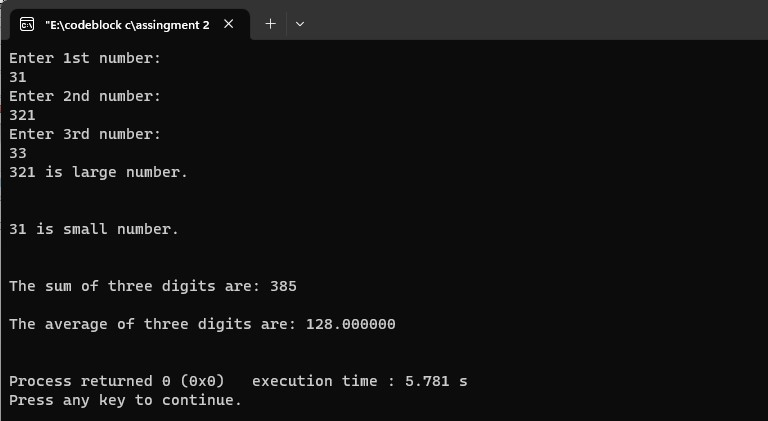 "E:\codeblock c\assingment 2
Enter 1st number:
31
Enter 2nd number:
321
Enter 3rd number:
33
321 is large number.
31 is small number.
The sum of three digits are: 385
The average of three digits are: 128.000000
Process returned 0 (0x0)   execution time : 5.781 s
Press any key to continue.